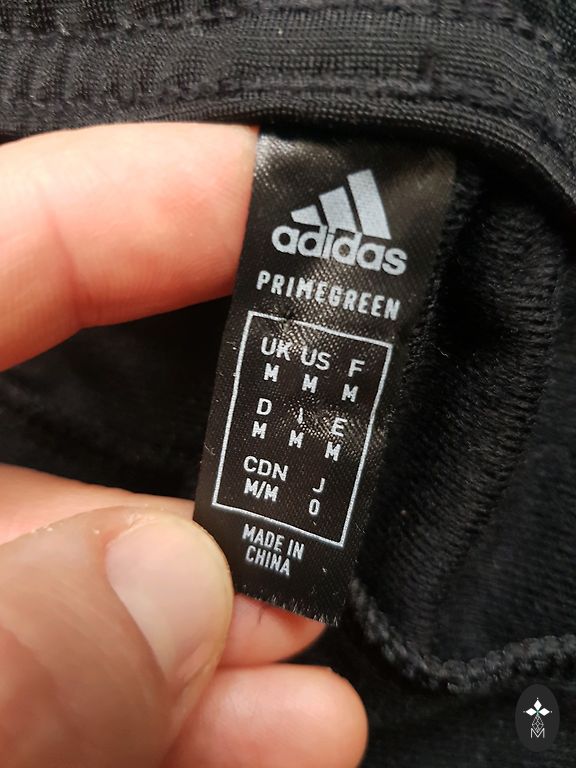 adidas
PRIMEGREEN
UK US F
M M M
D I E
M M M
CDN J
M/M O
MADE IN
CHINA
M